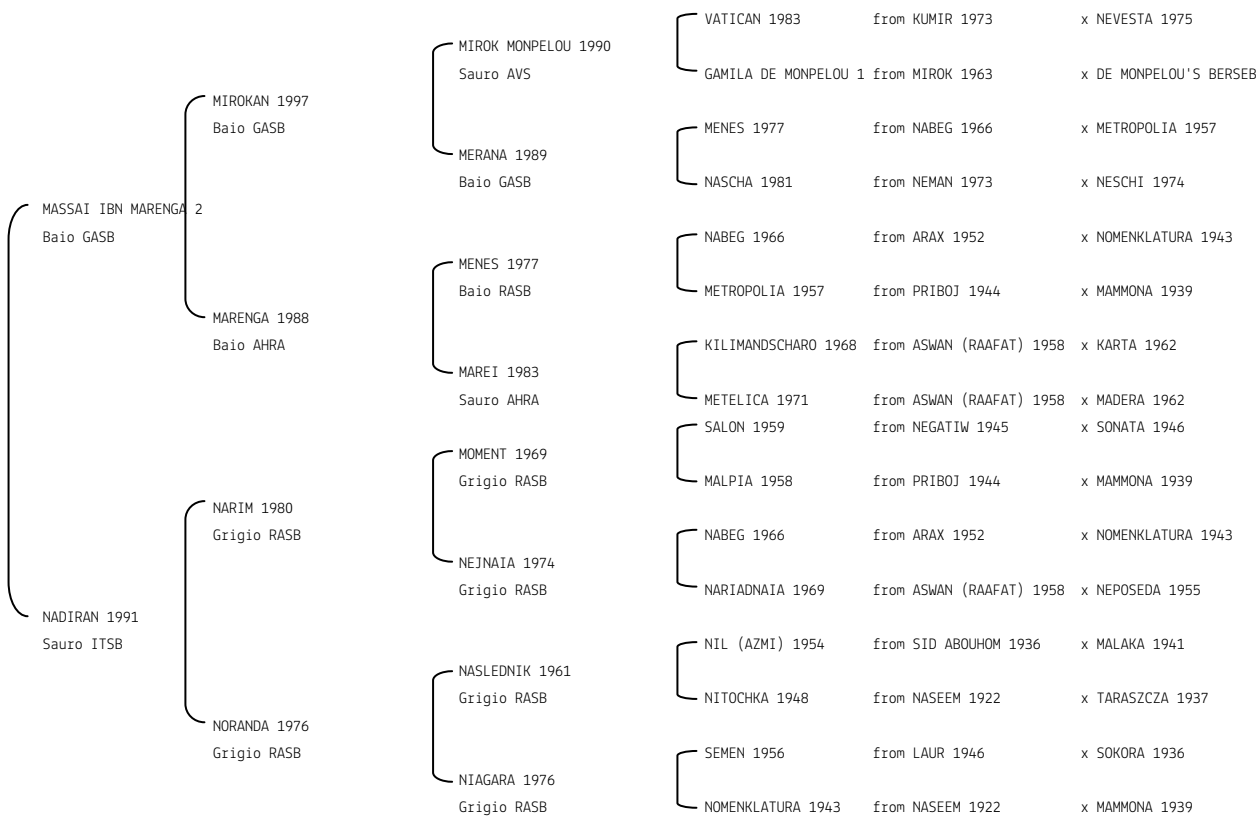 VATICAN 1983 from KUMIR 1973 x NEVESTA 1975
MIROK MONPELOU 1990
Sauro AVS
GAMILA DE MONPELOU 1 from MIROK 1963 x DE MONPELOU'S BERSEB
MIROKAN 1997
Baio GASB
MENES 1977 from NABEG 1966 x METROPOLIA 1957
MERANA 1989
Baio GASB
NASCHA 1981 from NEMAN 1973 x NESCHI 1974
MASSAI IBN MARENGA 2
Baio GASB
NABEG 1966 from ARAX 1952 x NOMENKLATURA 1943
MENES 1977
Baio RASB
METROPOLIA 1957 from PRIBOJ 1944 x MAMMONA 1939
MARENGA 1988
Baio AHRA
KILIMANDSCHARO 1968 from ASWAN (RAAFAT) 1958 x KARTA 1962
MAREI 1983
Sauro AHRA
METELICA 1971 from ASWAN (RAAFAT) 1958 x MADERA 1962
SALON 1959 from NEGATIW 1945 x SONATA 1946
MOMENT 1969
Grigio RASB
MALPIA 1958 from PRIBOJ 1944 x MAMMONA 1939
NARIM 1980
Grigio RASB
NABEG 1966 from ARAX 1952 x NOMENKLATURA 1943
NEJNAIA 1974
Grigio RASB
NARIADNAIA 1969 from ASWAN (RAAFAT) 1958 x NEPOSEDA 1955
NADIRAN 1991
Sauro ITSB
NIL (AZMI) 1954 from SID ABOUHOM 1936 x MALAKA 1941
NASLEDNIK 1961
Grigio RASB
NITOCHKA 1948 from NASEEM 1922 x TARASZCZA 1937
NORANDA 1976
Grigio RASB
SEMEN 1956 from LAUR 1946 x SOKORA 1936
NIAGARA 1976
Grigio RASB
NOMENKLATURA 1943 from NASEEM 1922 x MAMMONA 1939